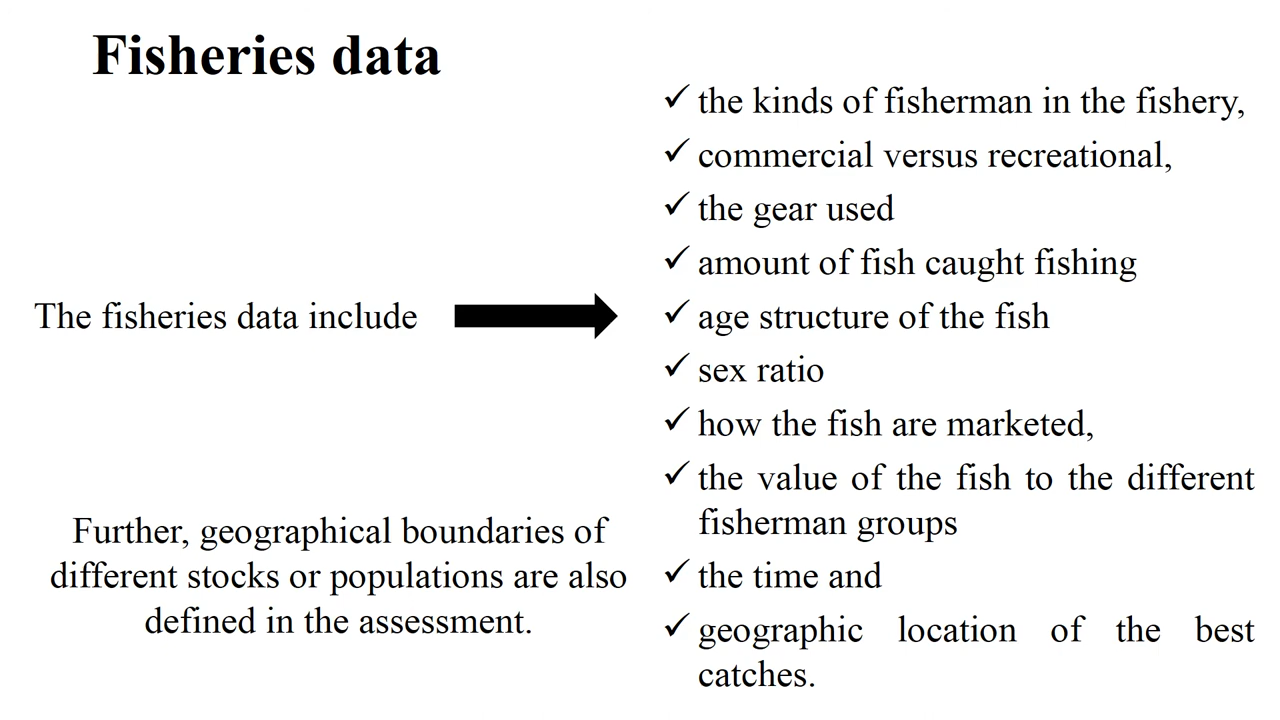 Fisheries data
The fisheries data include
✓ the kinds of fisherman in the fishery,
✓ commercial versus recreational,
✓ the gear used
✓ amount of fish caught fishing
✓ age structure of the fish
✓ sex ratio
✓ how the fish are marketed,
✓ the value of the fish to the different
fisherman groups
✓ the time and
✓ geographic location of the best
catches.
Further, geographical boundaries of
different stocks or populations are also
defined in the assessment.